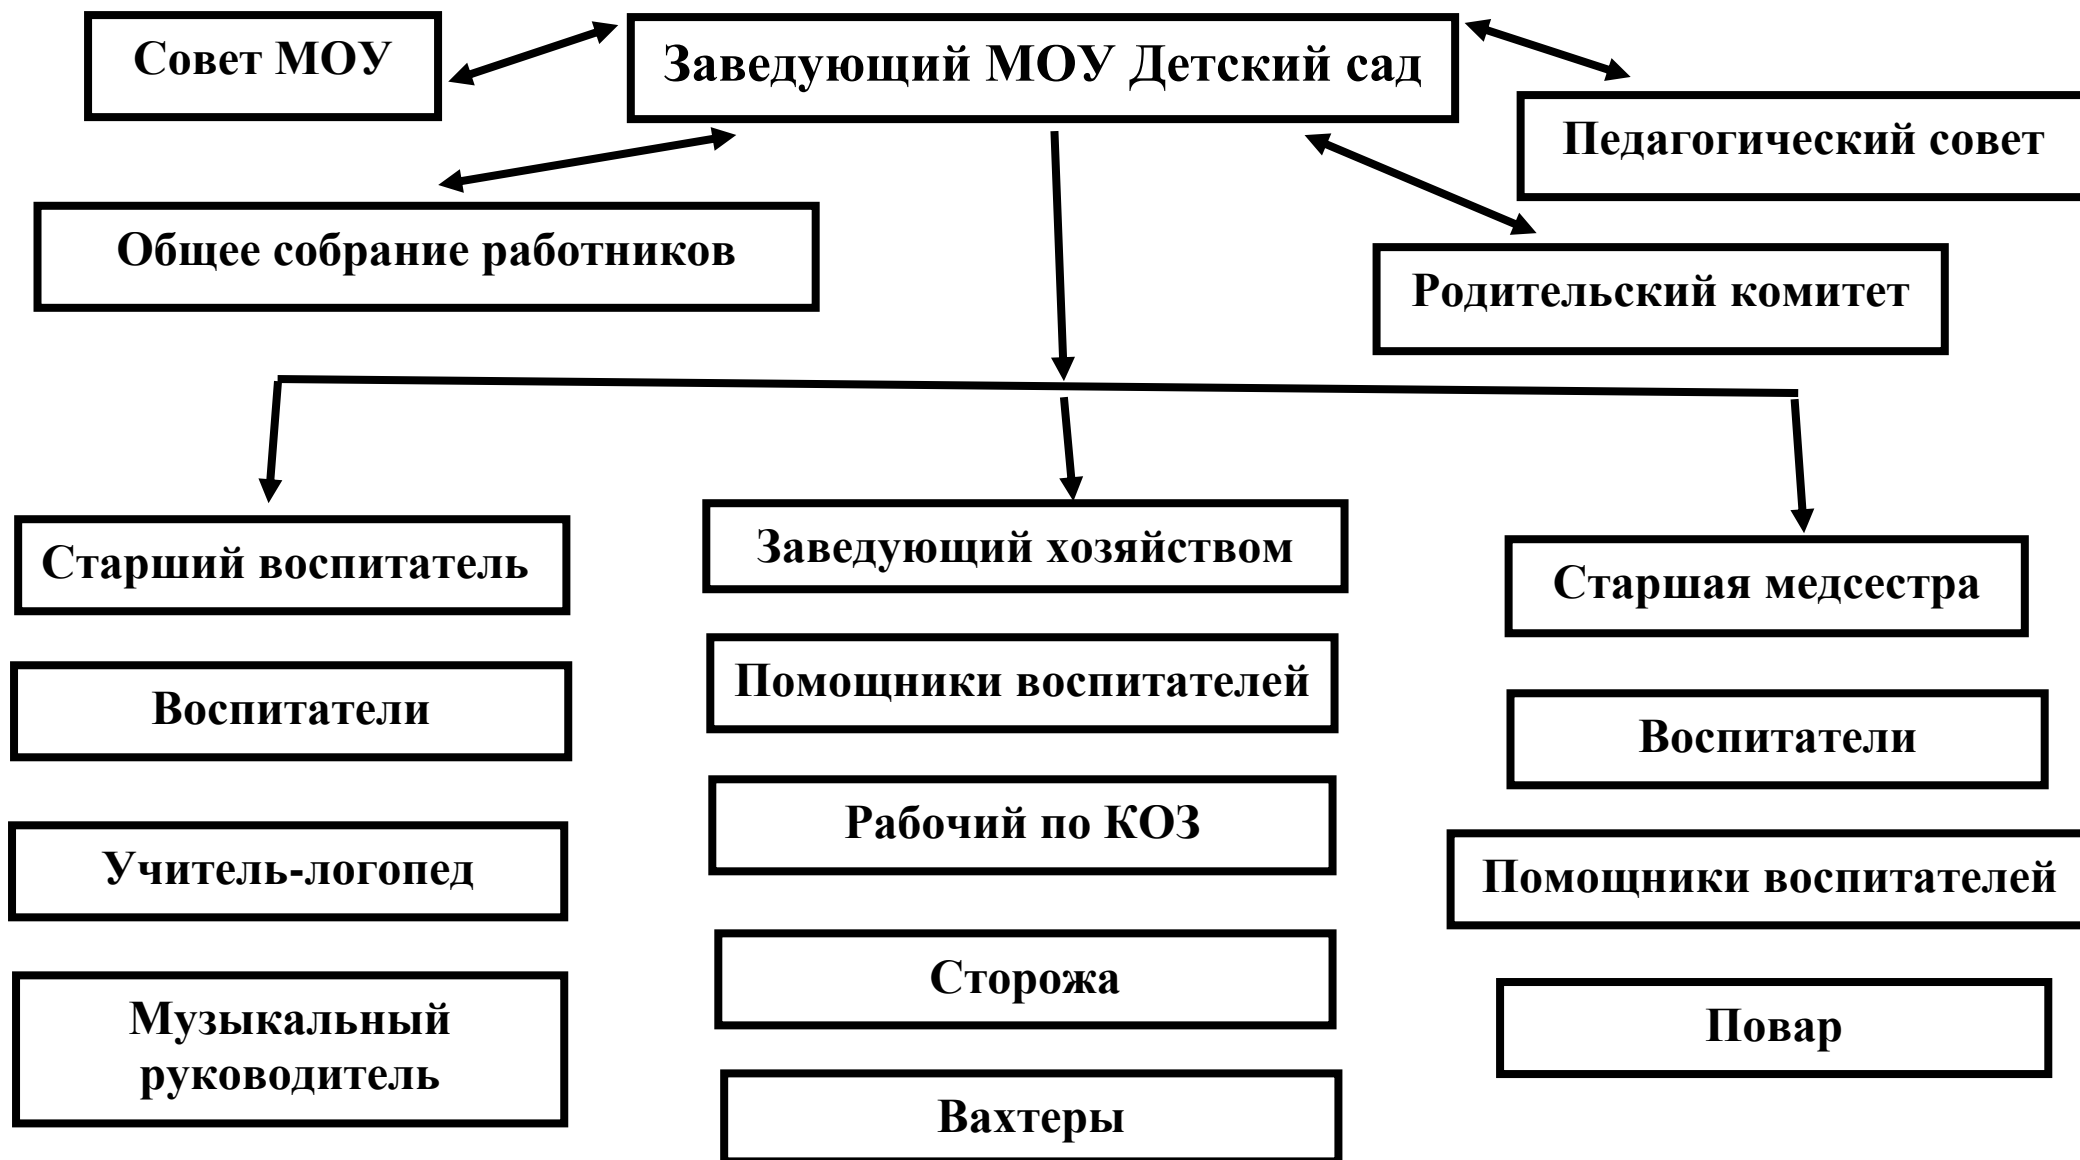 Совет МОУ
Заведующий МОУ Детский сад
Педагогический совет
Общее собрание работников
Родительский комитет
Старший воспитатель
Воспитатели
Учитель-логопед
Музыкальный
руководитель
Заведующий хозяйством
Помощники воспитателей
Рабочий по КОЗ
Сторожа
Вахтеры
Старшая медсестра
Воспитатели
Помощники воспитателей
Повар